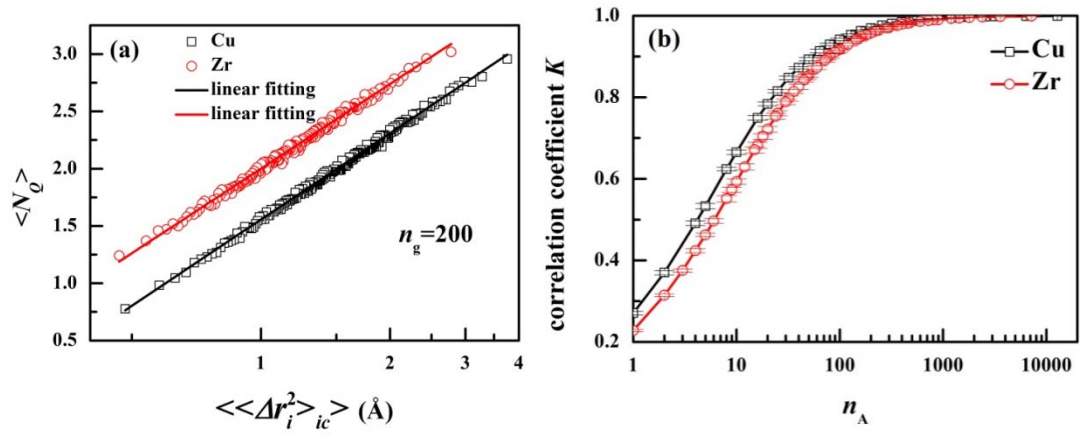 (a)
Cu
Zr
linear fitting
linear fitting
n_g=200
<N_Q>
3.0
2.5
2.0
1.5
1.0
0.5
1 2 3 4
<<Δr_i^2>_ic> (Å)
(b)
Cu
Zr
correlation coefficient K
1.0
0.8
0.6
0.4
0.2
1 10 100 1000 10000
n_A